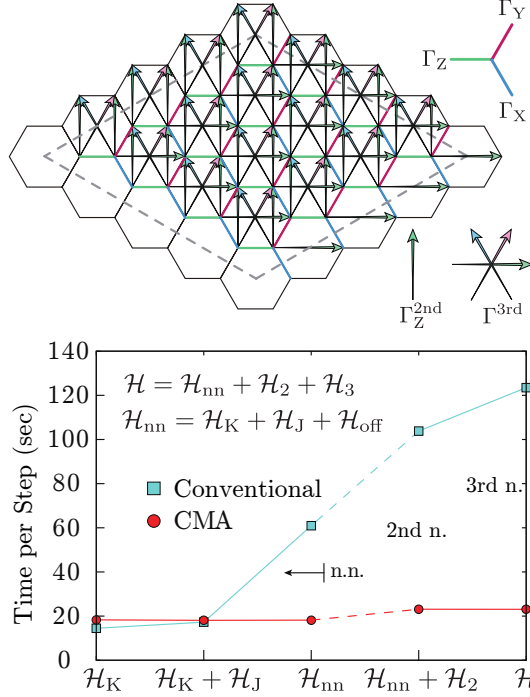 Γ_Y
Γ_Z
Γ_X
Γ_Z^2nd
Γ^3rd
140
120
100
80
60
40
20
0
Time per Step (sec)
ℋ = ℋ_nn + ℋ_2 + ℋ_3
ℋ_nn = ℋ_K + ℋ_J + ℋ_off
Conventional
CMA
3rd n.
2nd n.
n.n.
ℋ_K
ℋ_K + ℋ_J
ℋ_nn
ℋ_nn + ℋ_2
ℋ